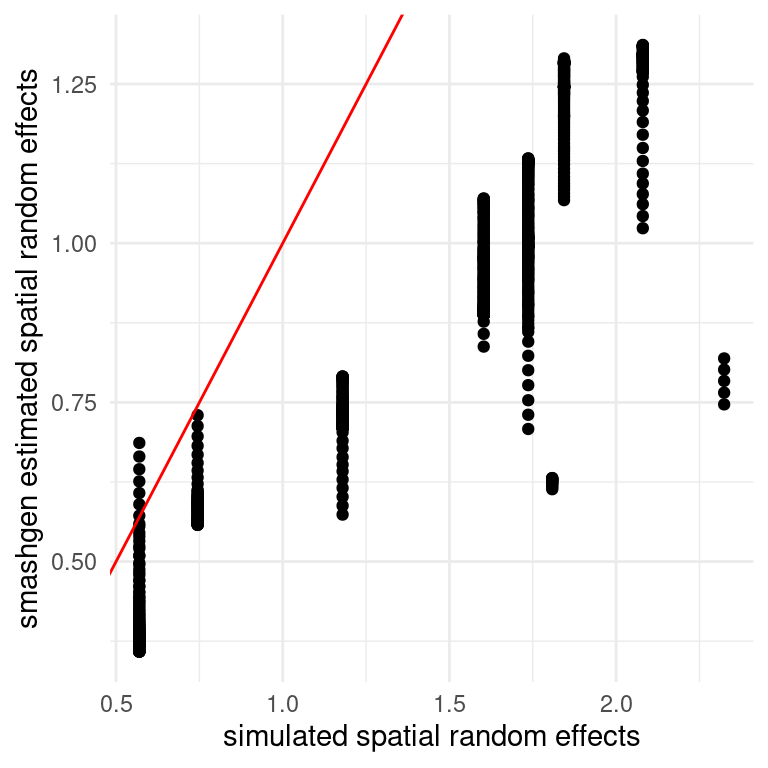 smashgen estimated spatial random effects
1.25
1.00
0.75
0.50
0.5 1.0 1.5 2.0
simulated spatial random effects